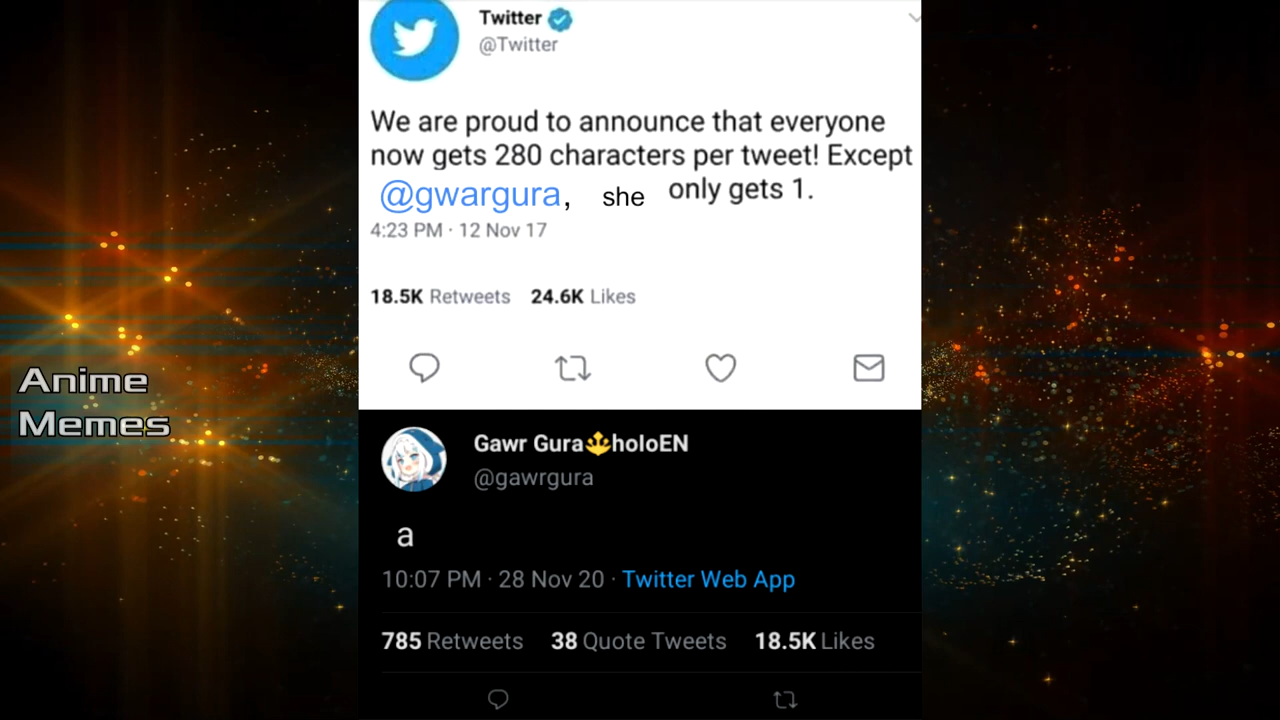 Twitter
@Twitter
We are proud to announce that everyone
now gets 280 characters per tweet! Except
@gwargura, she only gets 1.
4:23 PM · 12 Nov 17
18.5K Retweets 24.6K Likes
Anime
Memes
Gawr Gura🔱holoEN
@gawrgura
a
10:07 PM · 28 Nov 20 · Twitter Web App
785 Retweets 38 Quote Tweets 18.5K Likes